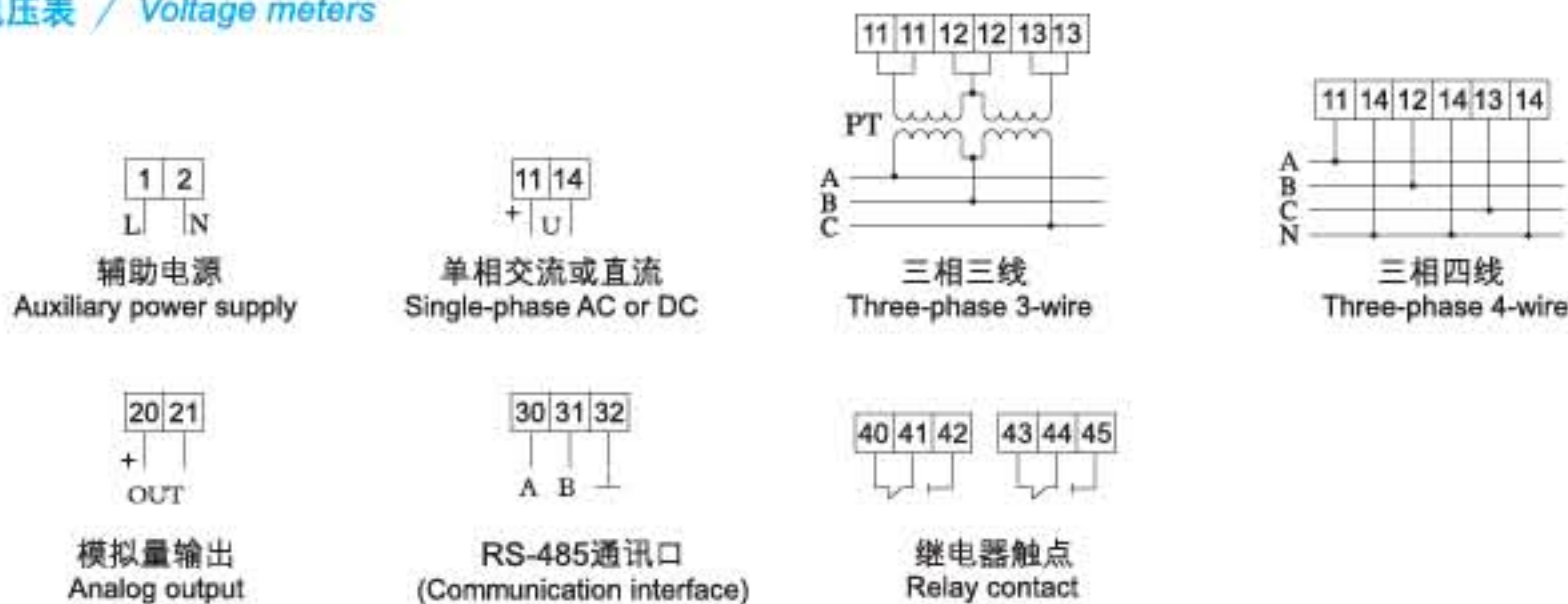 压表 / Voltage meters
11 11 12 12 13 13
PT
A
B
C
11 14 12 14 13 14
A
B
C
N
1 2
L N
辅助电源
Auxiliary power supply
11 14
+ U
单相交流或直流
Single-phase AC or DC
三相三线
Three-phase 3-wire
三相四线
Three-phase 4-wire
20 21
+
OUT
模拟量输出
Analog output
30 31 32
A B
RS-485通讯口
(Communication interface)
40 41 42 43 44 45
继电器触点
Relay contact